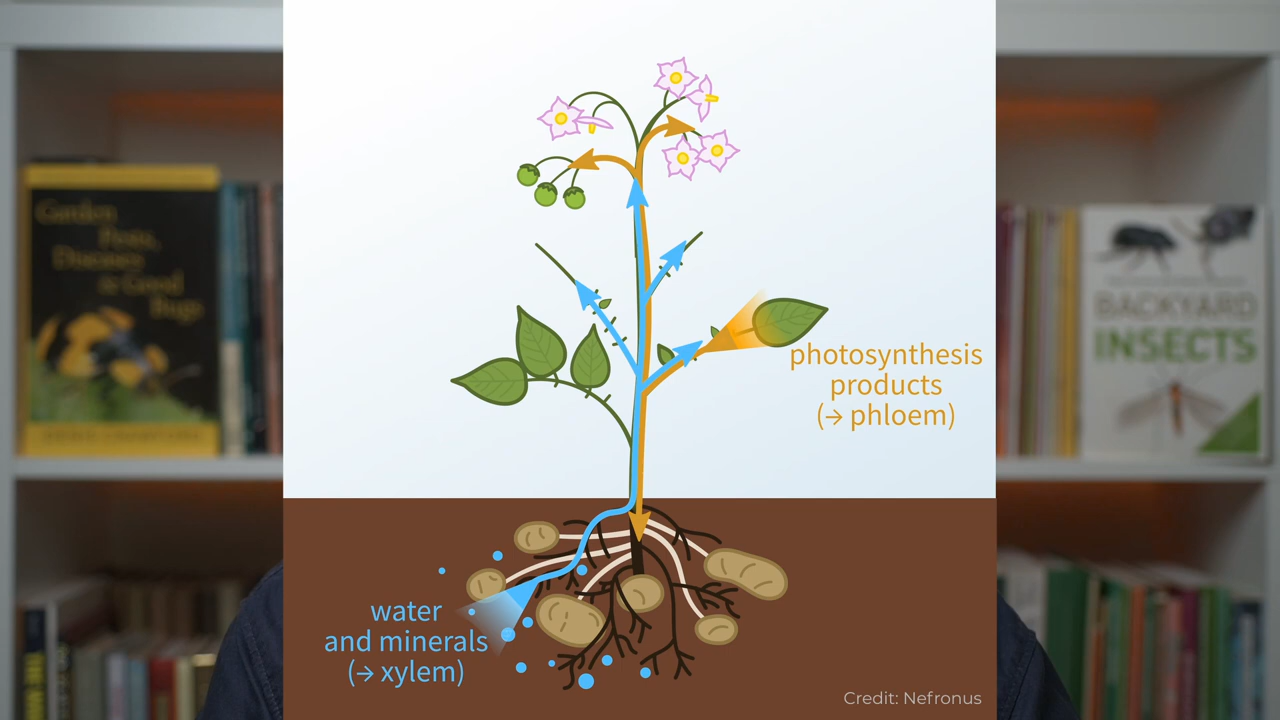 Garden
Pests,
Diseases
& Good
Bugs
BACKYARD
INSECTS
photosynthesis
products
(→ phloem)
water
and minerals
(→ xylem)
Credit: Nefronus